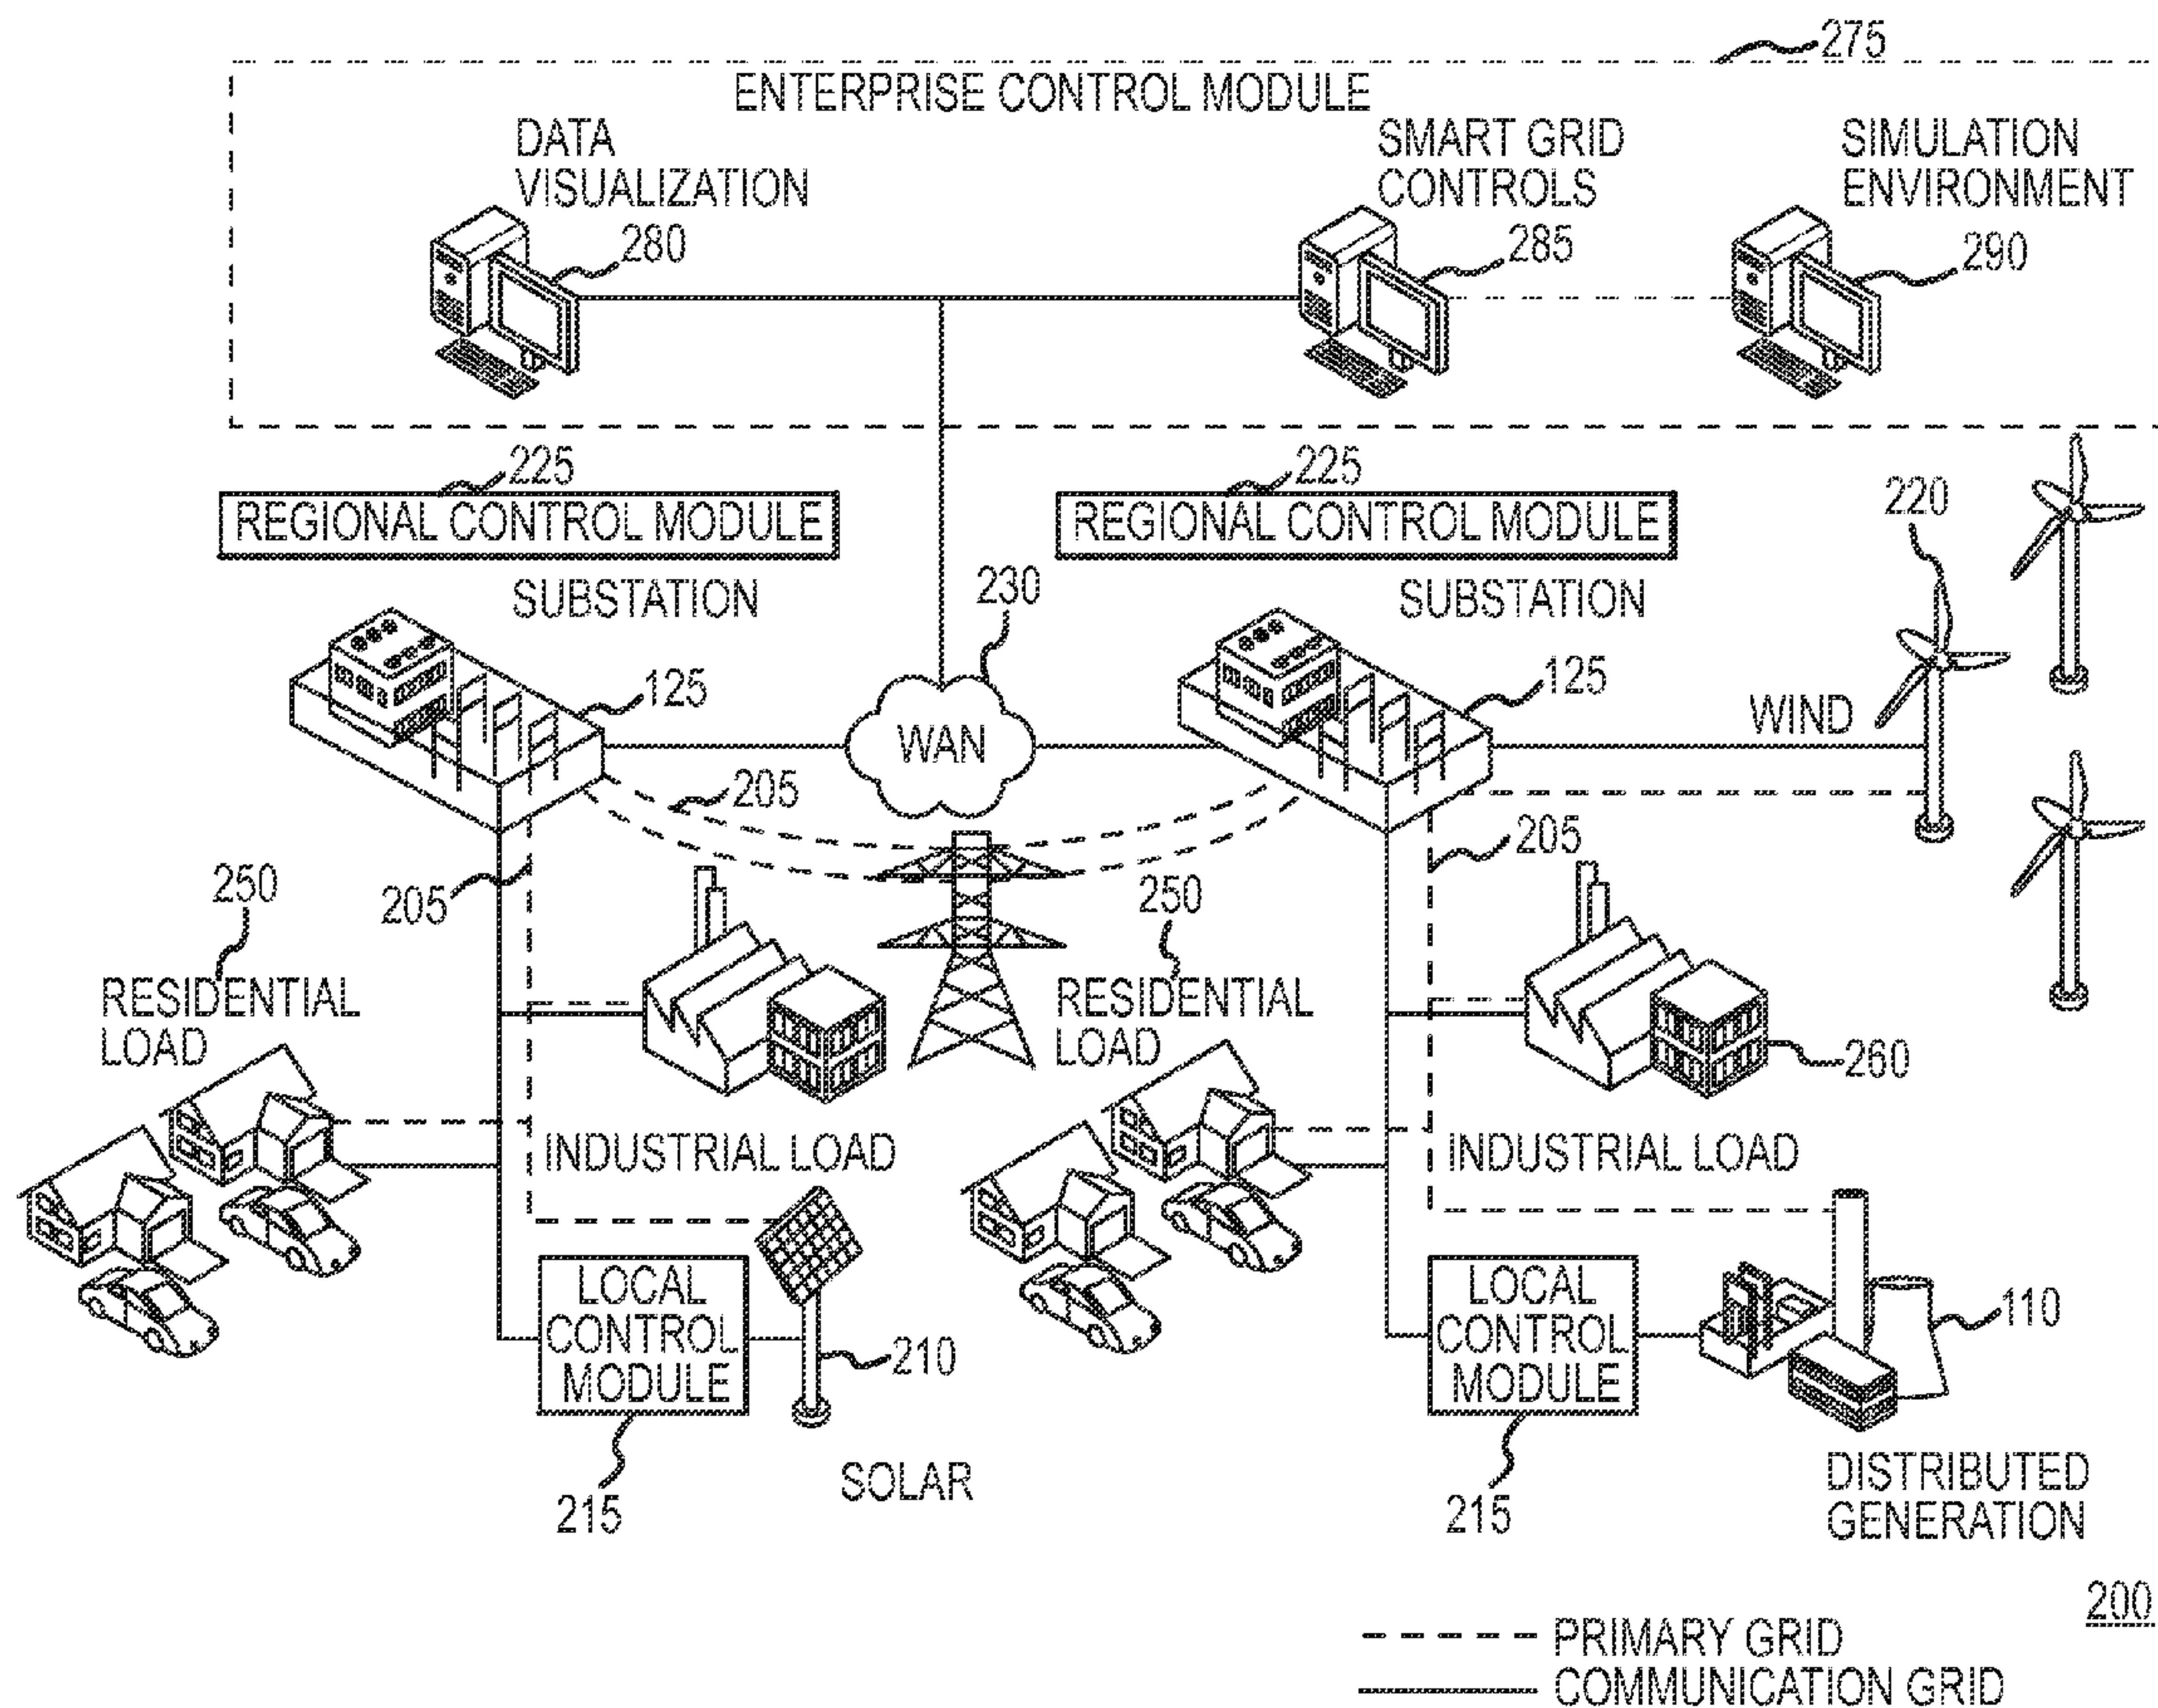 275
ENTERPRISE CONTROL MODULE
DATA
VISUALIZATION
280
SMART GRID
CONTROLS
285
SIMULATION
ENVIRONMENT
290
225
REGIONAL CONTROL MODULE
225
REGIONAL CONTROL MODULE
220
SUBSTATION
230
SUBSTATION
125
WAN
125
WIND
205
205
205
250
RESIDENTIAL
LOAD
250
RESIDENTIAL
LOAD
260
INDUSTRIAL LOAD
INDUSTRIAL LOAD
LOCAL
CONTROL
MODULE
210
215
SOLAR
LOCAL
CONTROL
MODULE
110
215
DISTRIBUTED
GENERATION
200
PRIMARY GRID
COMMUNICATION GRID